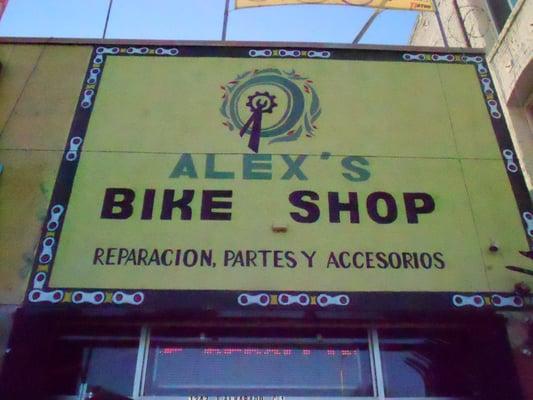 ALEX'S
BIKE SHOP
REPARACION, PARTES Y ACCESORIOS